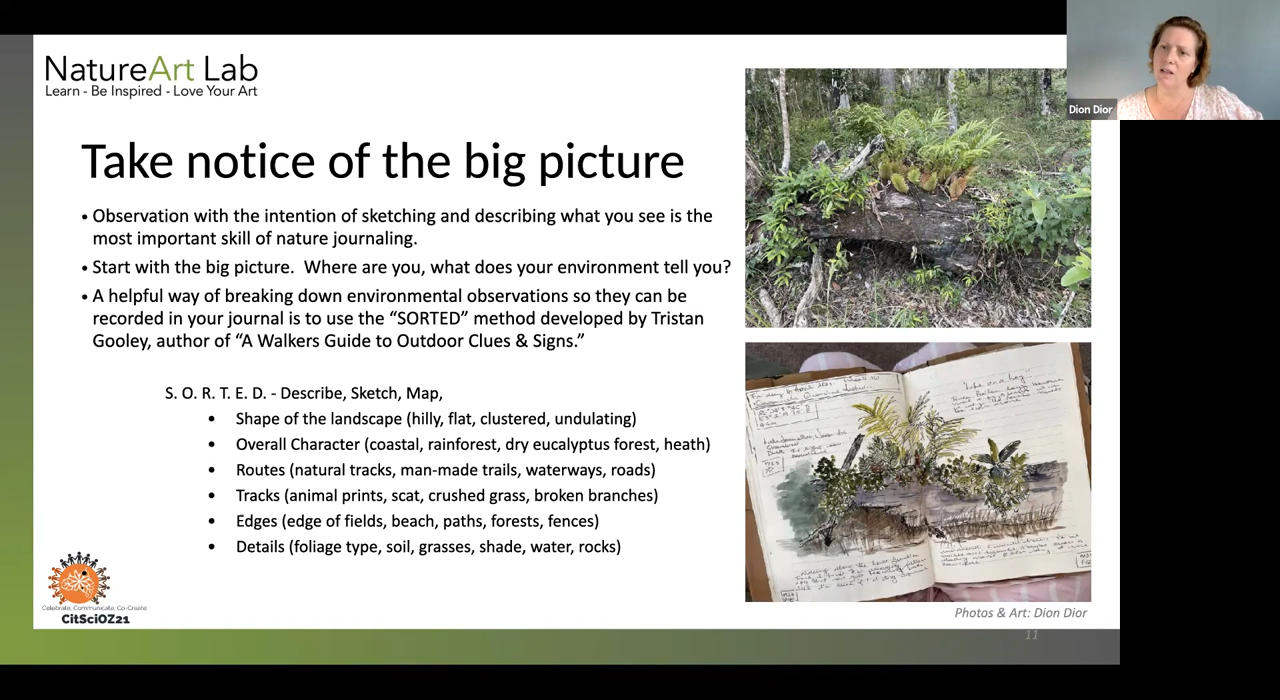 NatureArt Lab
Learn - Be Inspired - Love Your Art
Dion Dior
Take notice of the big picture
• Observation with the intention of sketching and describing what you see is the
most important skill of nature journaling.
• Start with the big picture.  Where are you, what does your environment tell you?
• A helpful way of breaking down environmental observations so they can be
recorded in your journal is to use the “SORTED” method developed by Tristan
Gooley, author of “A Walkers Guide to Outdoor Clues & Signs.”
S. O. R. T. E. D. - Describe, Sketch, Map,
• Shape of the landscape (hilly, flat, clustered, undulating)
• Overall Character (coastal, rainforest, dry eucalyptus forest, heath)
• Routes (natural tracks, man-made trails, waterways, roads)
• Tracks (animal prints, scat, crushed grass, broken branches)
• Edges (edge of fields, beach, paths, forests, fences)
• Details (foliage type, soil, grasses, shade, water, rocks)
Celebrate, Communicate, Co-Create
CitSciOZ21
Photos & Art: Dion Dior
11